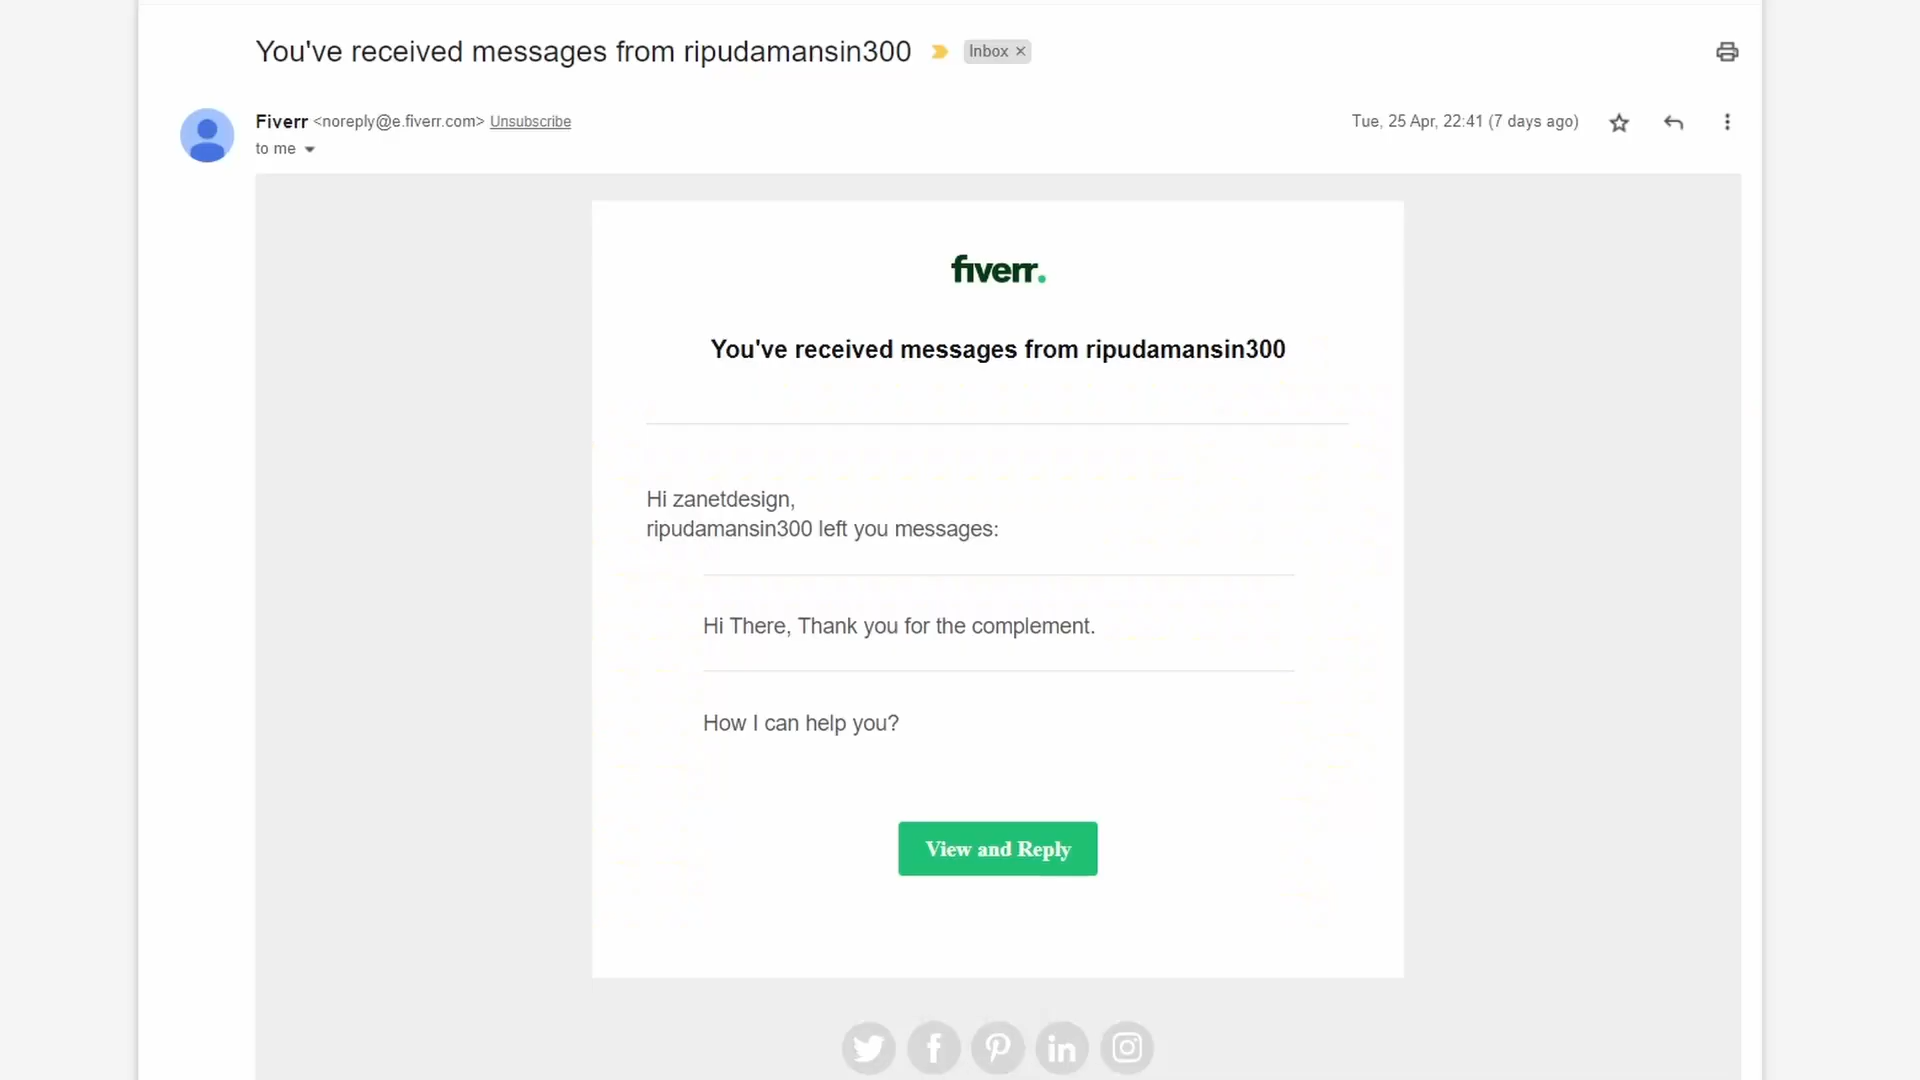 You've received messages from ripudamansin300 Inbox ×
Fiverr <noreply@e.fiverr.com> Unsubscribe
Tue, 25 Apr, 22:41 (7 days ago)
to me
fiverr.
You've received messages from ripudamansin300
Hi zanetdesign,
ripudamansin300 left you messages:
Hi There, Thank you for the complement.
How I can help you?
View and Reply